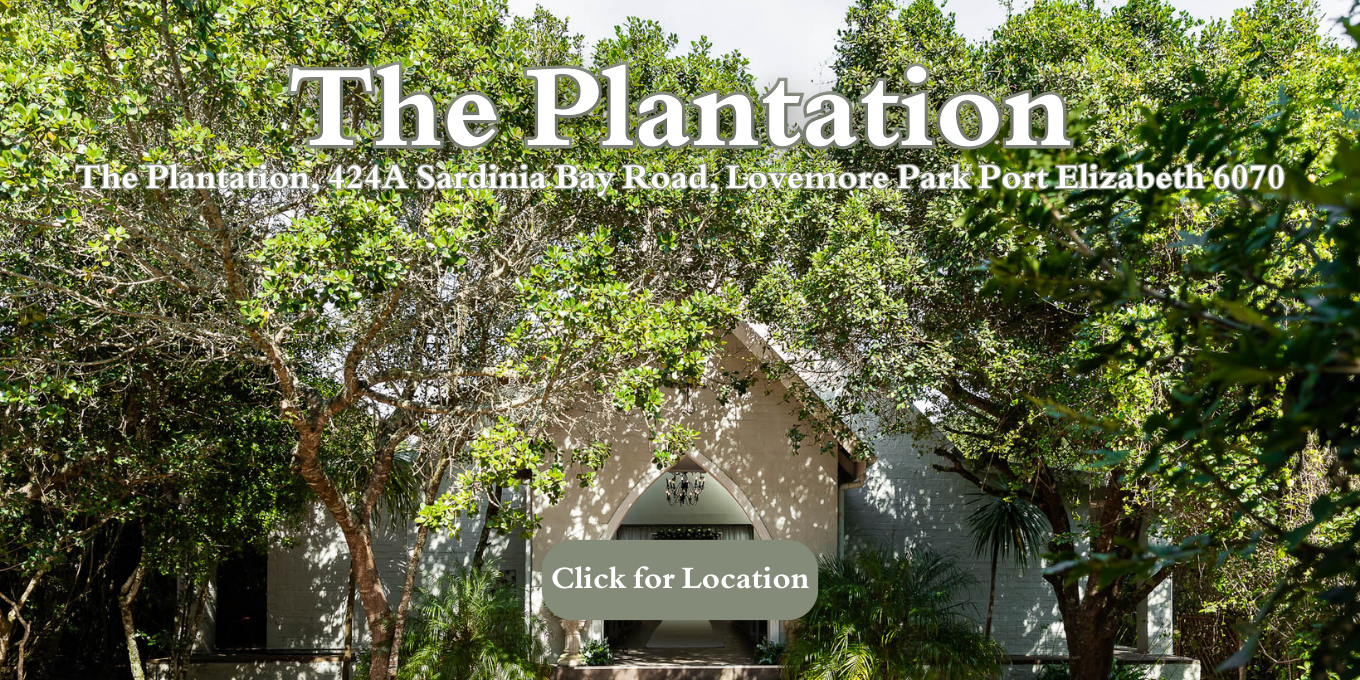 The Plantation
The Plantation, 424A Sardinia Bay Road, Lovemore Park Port Elizabeth 6070
Click for Location